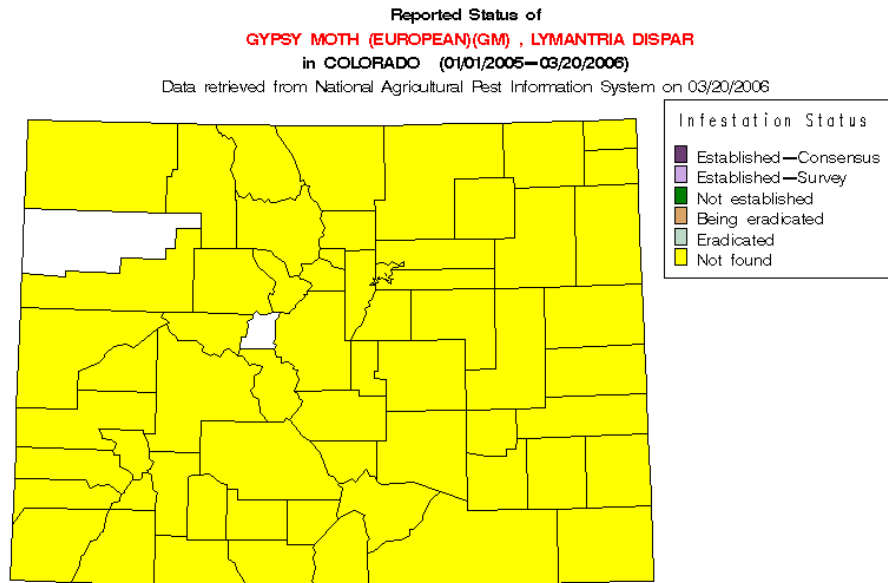 Reported Status of
GYPSY MOTH (EUROPEAN)(GM) , LYMANTRIA DISPAR
in COLORADO (01/01/2005—03/20/2006)
Data retrieved from National Agricultural Pest Information System on 03/20/2006
Infestation Status
Established—Consensus
Established—Survey
Not established
Being eradicated
Eradicated
Not found